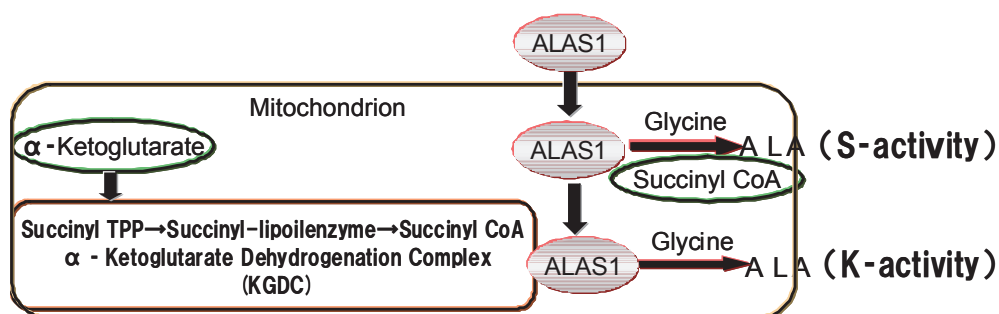 ALAS1
Mitochondrion
α-Ketoglutarate
ALAS1
Glycine
ALA (S-activity)
Succinyl CoA
Succinyl TPP→Succinyl-lipoilenzyme→Succinyl CoA
α - Ketoglutarate Dehydrogenation Complex
(KGDC)
ALAS1
Glycine
ALA (K-activity)